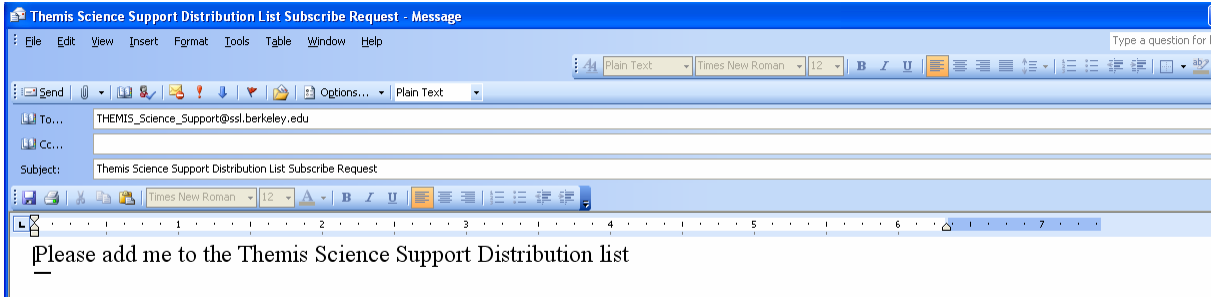 Themis Science Support Distribution List Subscribe Request - Message
File Edit View Insert Format Tools Table Window Help
Type a question for
Plain Text Times New Roman 12 B I U
Send Options... Plain Text
To... THEMIS_Science_Support@ssl.berkeley.edu
Cc...
Subject: Themis Science Support Distribution List Subscribe Request
Times New Roman 12 A B I U
1 2 3 4 5 6 7
Please add me to the Themis Science Support Distribution list